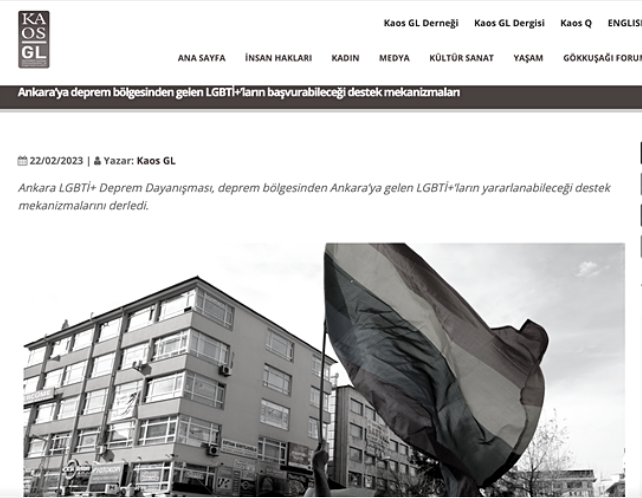 KA
OS
GL
Kaos GL Derneği Kaos GL Dergisi Kaos Q ENGLIS
ANA SAYFA İNSAN HAKLARI KADIN MEDYA KÜLTÜR SANAT YAŞAM GÖKKUŞAĞI FORU
Ankara'ya deprem bölgesinden gelen LGBTİ+'ların başvurabileceği destek mekanizmaları
22/02/2023 | Yazar: Kaos GL
Ankara LGBTİ+ Deprem Dayanışması, deprem bölgesinden Ankara'ya gelen LGBTİ+'ların yararlanabileceği destek
mekanizmalarını derledi.